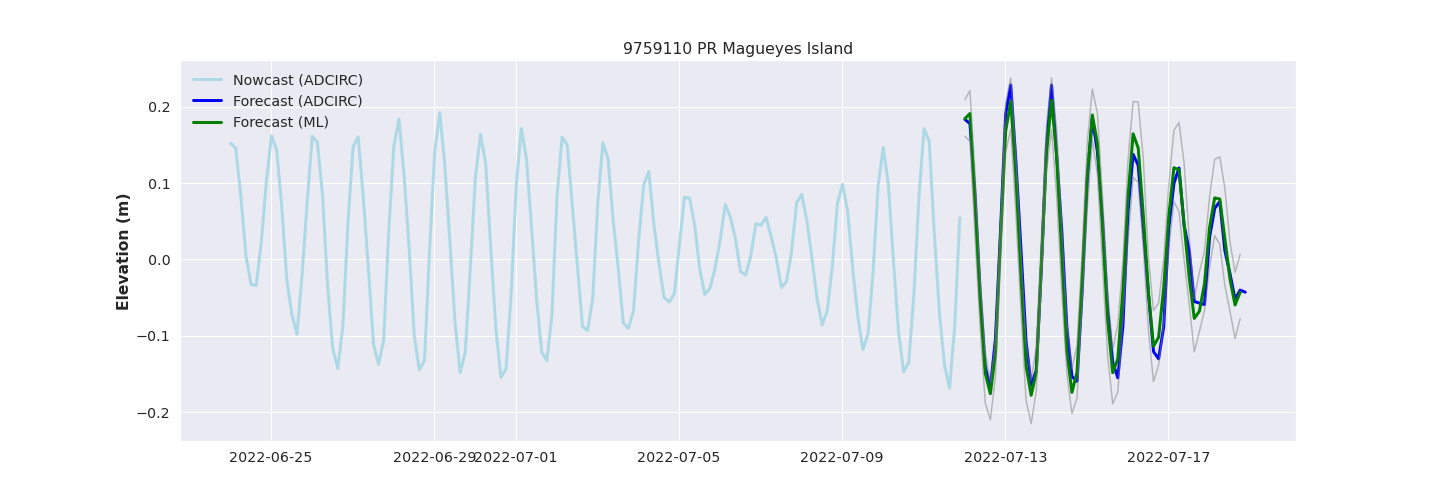 9759110 PR Magueyes Island
Nowcast (ADCIRC)
Forecast (ADCIRC)
Forecast (ML)
Elevation (m)
0.2
0.1
0.0
−0.1
−0.2
2022-06-25
2022-06-29
2022-07-01
2022-07-05
2022-07-09
2022-07-13
2022-07-17